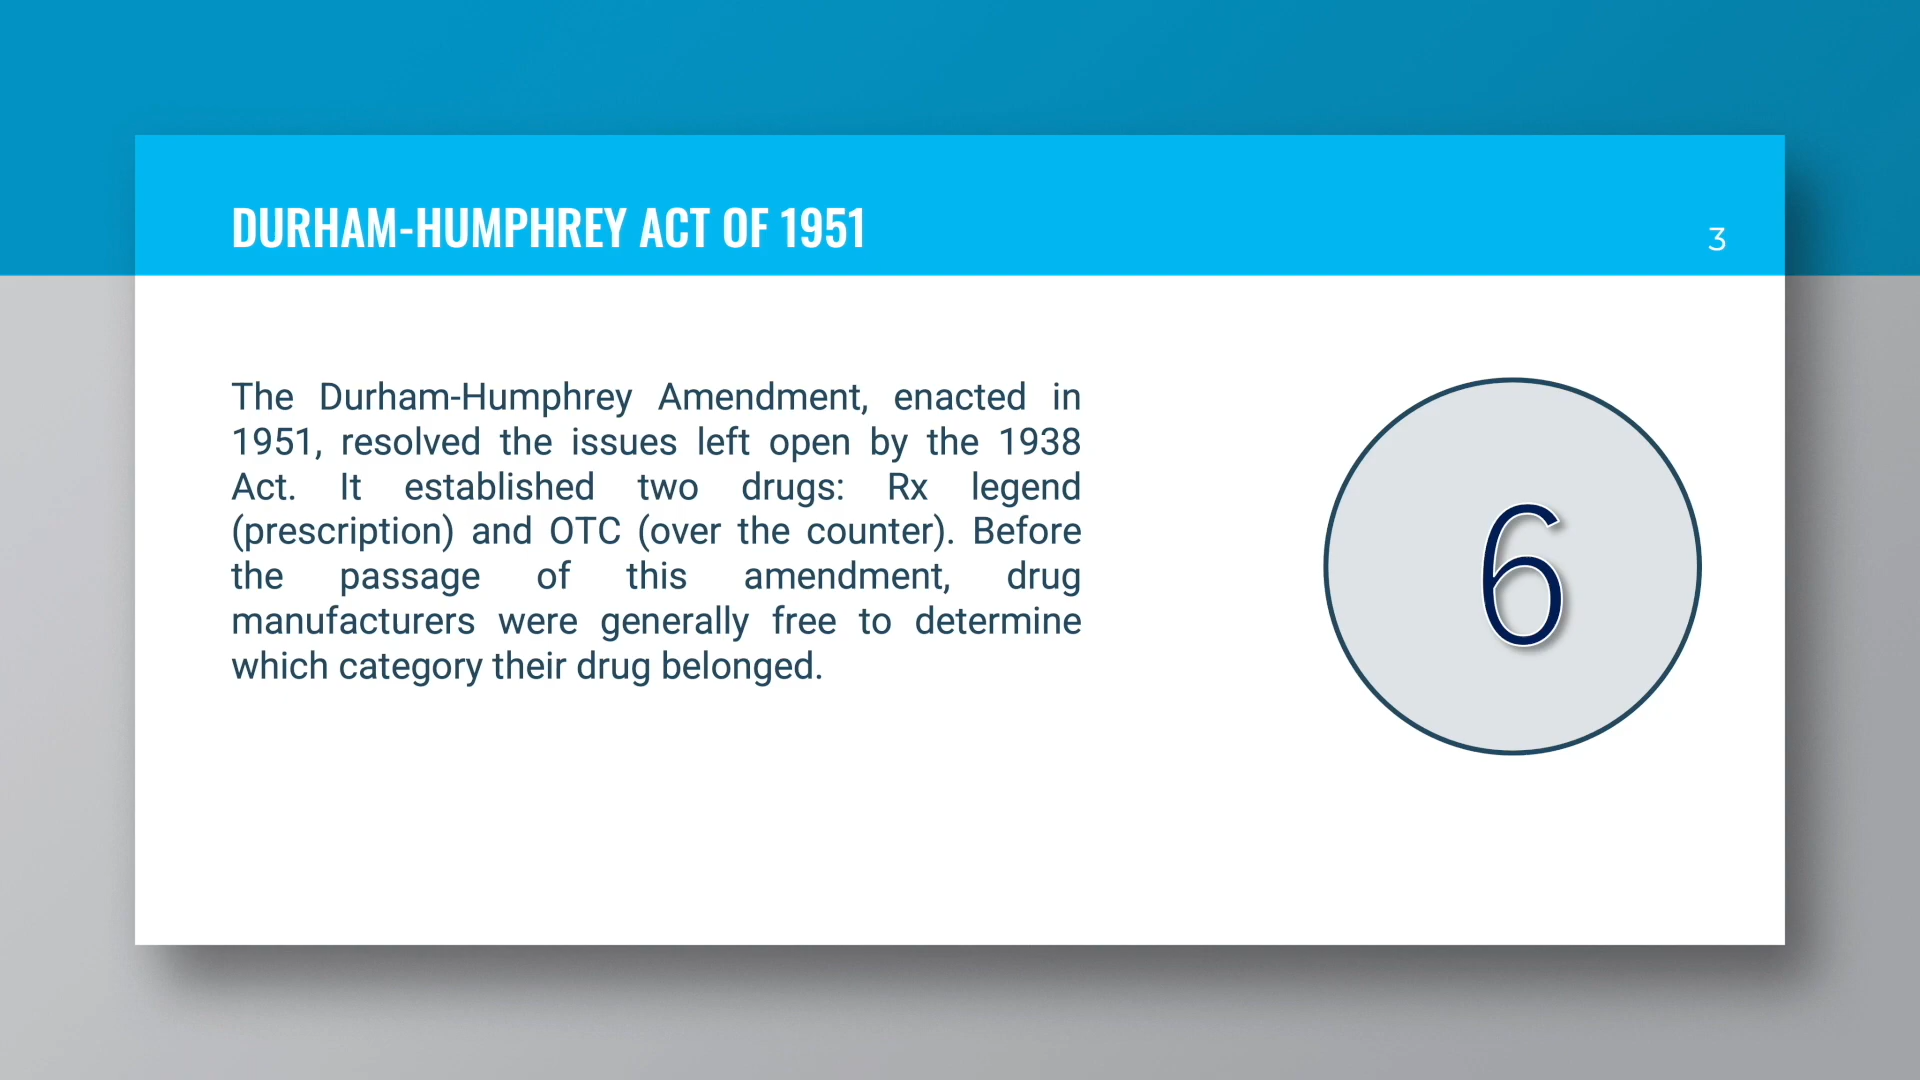 DURHAM-HUMPHREY ACT OF 1951
3
The Durham-Humphrey Amendment, enacted in
1951, resolved the issues left open by the 1938
Act. It established two drugs: Rx legend
(prescription) and OTC (over the counter). Before
the passage of this amendment, drug
manufacturers were generally free to determine
which category their drug belonged.
6